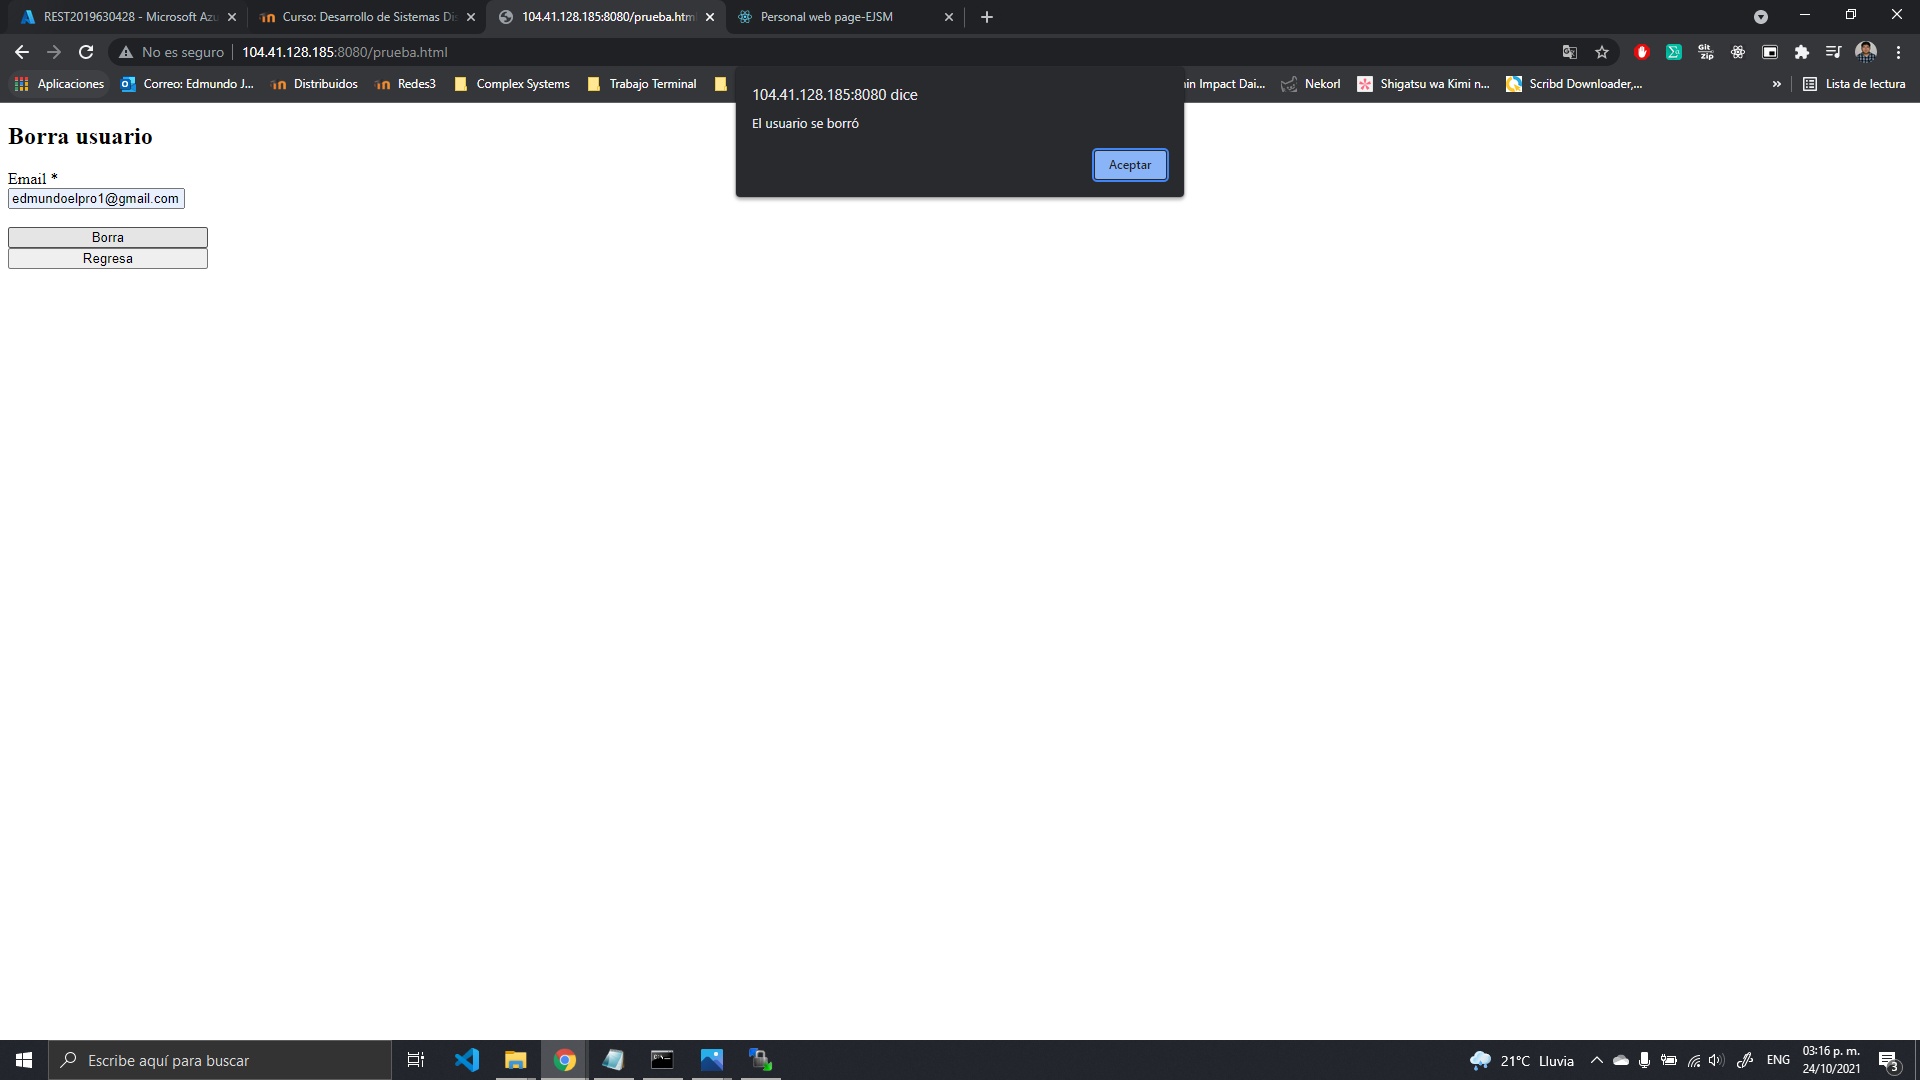 REST2019630428 - Microsoft Azu
Curso: Desarrollo de Sistemas Dis
104.41.128.185:8080/prueba.htm
Personal web page-EJSM
No es seguro
104.41.128.185:8080/prueba.html
Git
zip
Aplicaciones
Correo: Edmundo J...
Distribuidos
Redes3
Complex Systems
Trabajo Terminal
in Impact Dai...
Nekorl
Shigatsu wa Kimi n...
Scribd Downloader,...
»
Lista de lectura
104.41.128.185:8080 dice
El usuario se borró
Aceptar
Borra usuario
Email *
edmundoelpro1@gmail.com
Borra
Regresa
Escribe aquí para buscar
21°C Lluvia
ENG
03:16 p. m.
24/10/2021
3